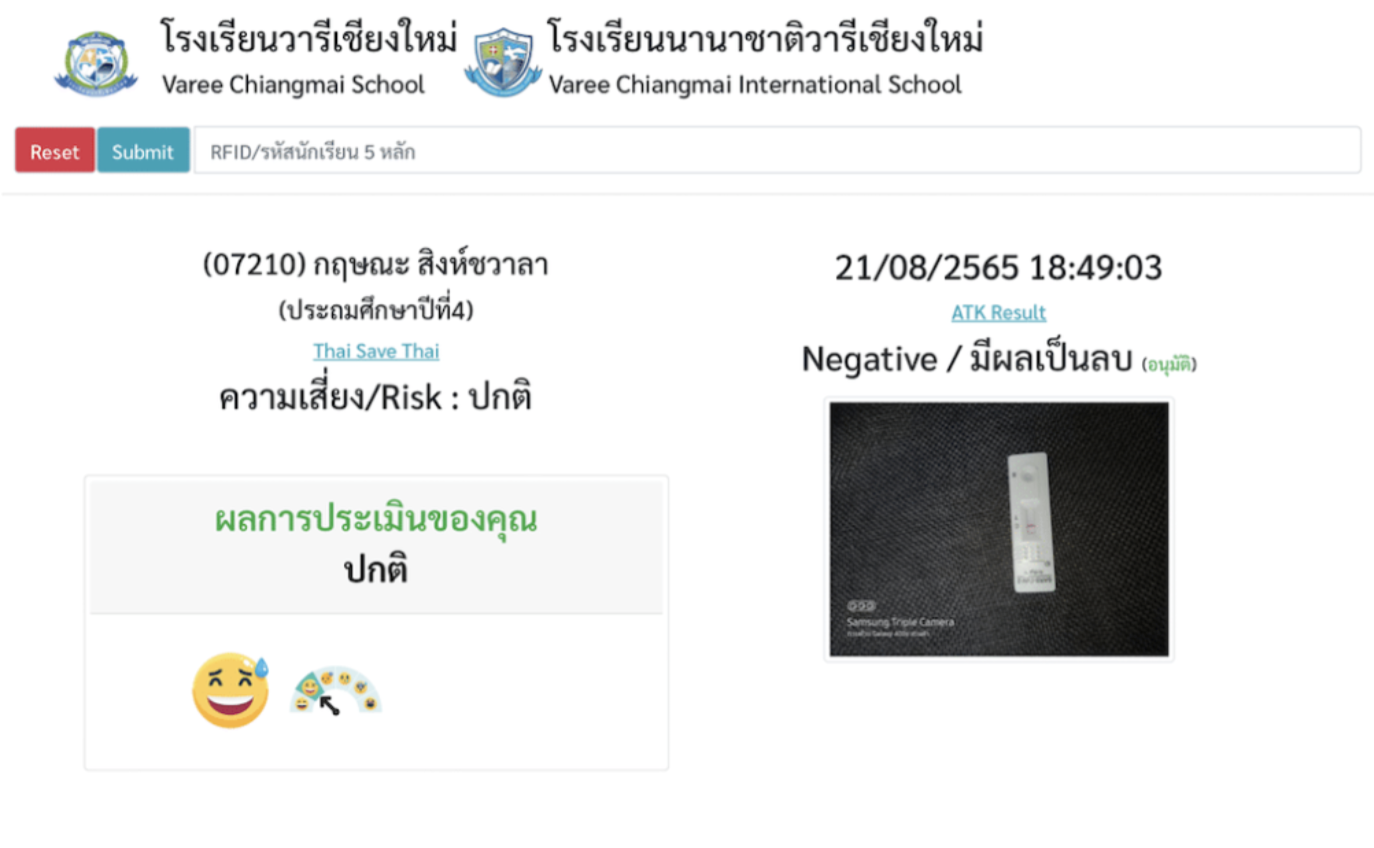 โรงเรียนวารีเชียงใหม่
Varee Chiangmai School
โรงเรียนนานาชาติวารีเชียงใหม่
Varee Chiangmai International School
Reset Submit RFID/รหัสนักเรียน 5 หลัก
(07210) กฤษณะ สิงห์ชวาลา
(ประถมศึกษาปีที่4)
Thai Save Thai
ความเสี่ยง/Risk : ปกติ
ผลการประเมินของคุณ
ปกติ
21/08/2565 18:49:03
ATK Result
Negative / มีผลเป็นลบ (อนุมัติ)
Samsung Triple Camera